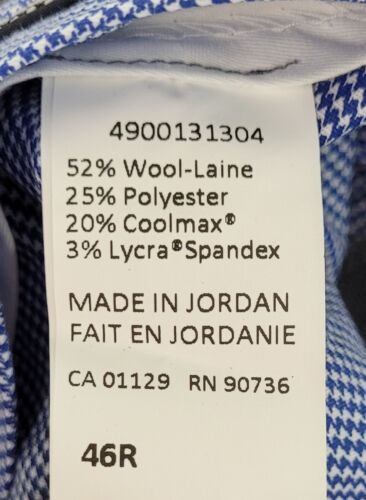 4900131304
52% Wool-Laine
25% Polyester
20% Coolmax®
3% Lycra®Spandex
MADE IN JORDAN
FAIT EN JORDANIE
CA 01129 RN 90736
46R